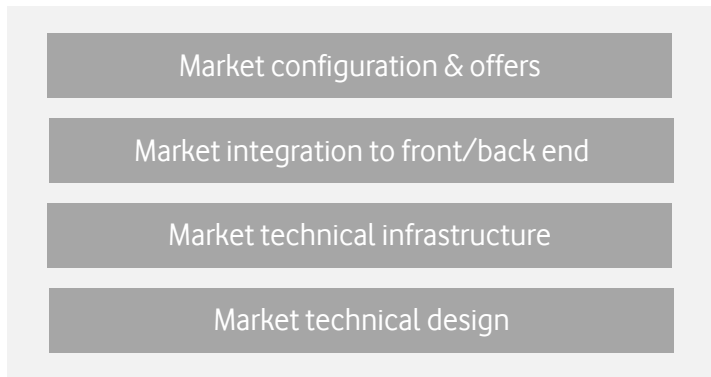 Market configuration & offers
Market integration to front/back end
Market technical infrastructure
Market technical design